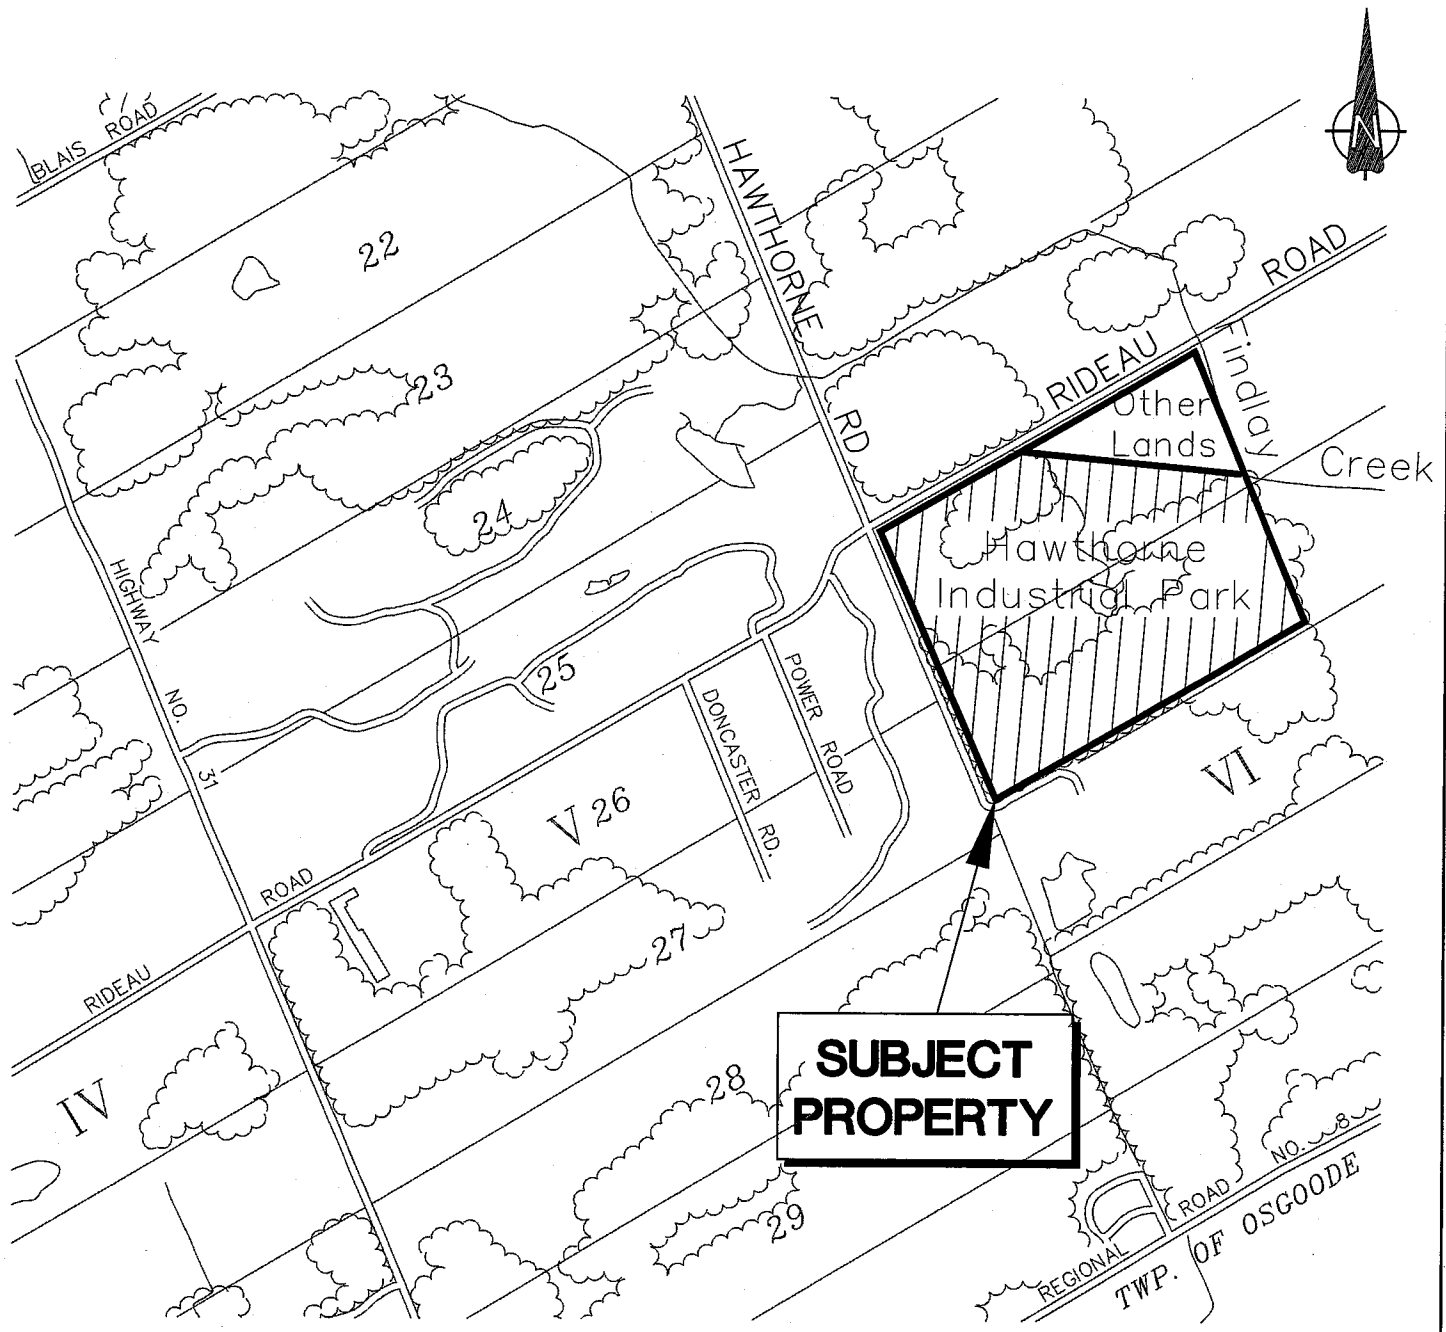 N
BLAIS ROAD
22
HAWTHORNE
RD
RIDEAU ROAD
Findlay
Creek
23
Other
Lands
24
Hawthorne
Industrial Park
HIGHWAY
NO. 31
25
POWER ROAD
DONCASTER RD.
V 26
VI
ROAD
27
RIDEAU
IV
SUBJECT
PROPERTY
28
29
REGIONAL ROAD NO. 8
TWP. OF OSGOODE